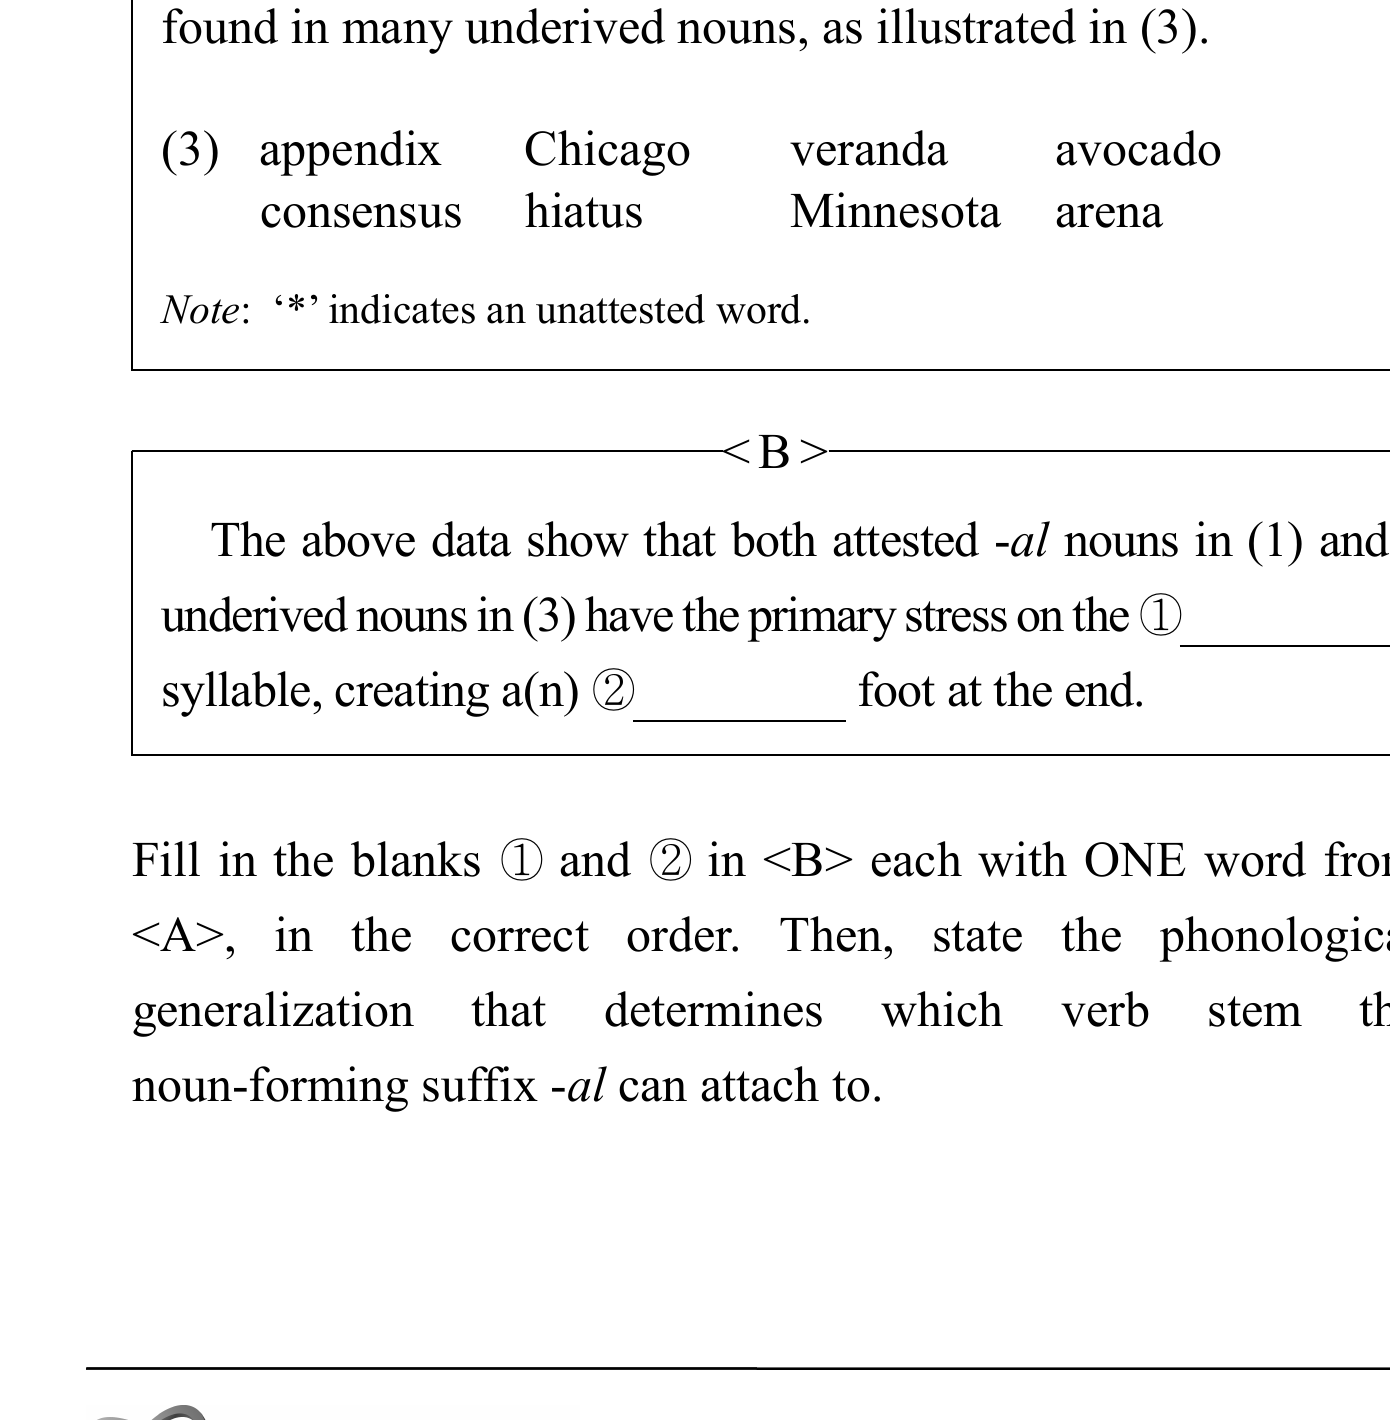 found in many underived nouns, as illustrated in (3).
(3) appendix Chicago veranda avocado
consensus hiatus Minnesota arena
Note: ‘*’ indicates an unattested word.
< B >
The above data show that both attested -al nouns in (1) and
underived nouns in (3) have the primary stress on the ①
syllable, creating a(n) ②________ foot at the end.
Fill in the blanks ① and ② in <B> each with ONE word
<A>, in the correct order. Then, state the
generalization that determines which verb stem
noun-forming suffix -al can attach to.